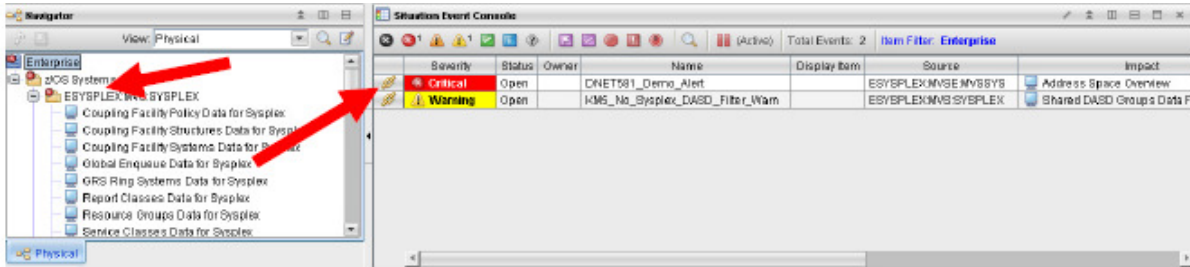 Navigator
View: Physical
Enterprise
z/OS Systems
ESYSPLEX:MVS:SYSPLEX
Coupling Facility Policy Data for Sysplex
Coupling Facility Structures Data for Sysplex
Coupling Facility Systems Data for Sysplex
Global Enqueue Data for Sysplex
GRS Ring Systems Data for Sysplex
Report Classes Data for Sysplex
Resource Groups Data for Sysplex
Service Classes Data for Sysplex
Physical
Situation Event Console
(Active) Total Events: 2 Item Filter: Enterprise
Severity Status Owner Name Display Item Source Impact
Critical Open DNET581_Demo_Alert ESYSPLEX:MVSE:MVSSYS Address Space Overview
Warning Open KM5_No_Sysplex_DASD_Filter_Warn ESYSPLEX:MVS:SYSPLEX Shared DASD Groups Data F